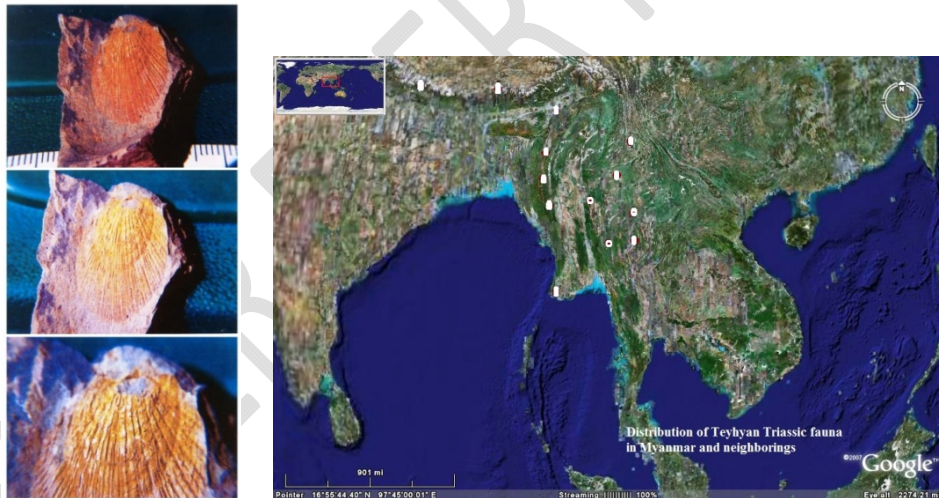 N
901 mi
Distribution of Teyhyan Triassic fauna
in Myanmar and neighborings
©2007 Google™
Pointer 16°55'44.40" N 97°45'00.01" E Streaming ||||||||| 100% Eye alt 2274.21 mi